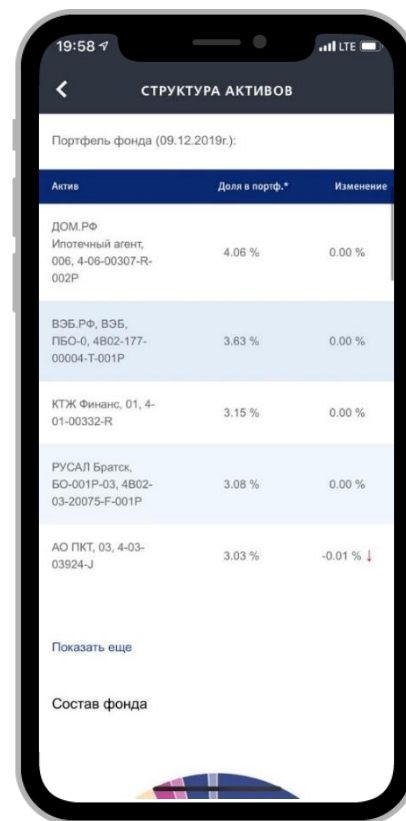 19:58
LTE
СТРУКТУРА АКТИВОВ
Портфель фонда (09.12.2019г.):
Актив Доля в портф.* Изменение
ДОМ.РФ
Ипотечный агент,
006, 4-06-00307-R-
002P
4.06 % 0.00 %
ВЭБ.РФ, ВЭБ,
ПБО-0, 4B02-177-
00004-T-001P
3.63 % 0.00 %
КТЖ Финанс, 01, 4-
01-00332-R
3.15 % 0.00 %
РУСАЛ Братск,
БО-001Р-03, 4B02-
03-20075-F-001P
3.08 % 0.00 %
АО ПКТ, 03, 4-03-
03924-J
3.03 % -0.01 % ↓
Показать еще
Состав фонда